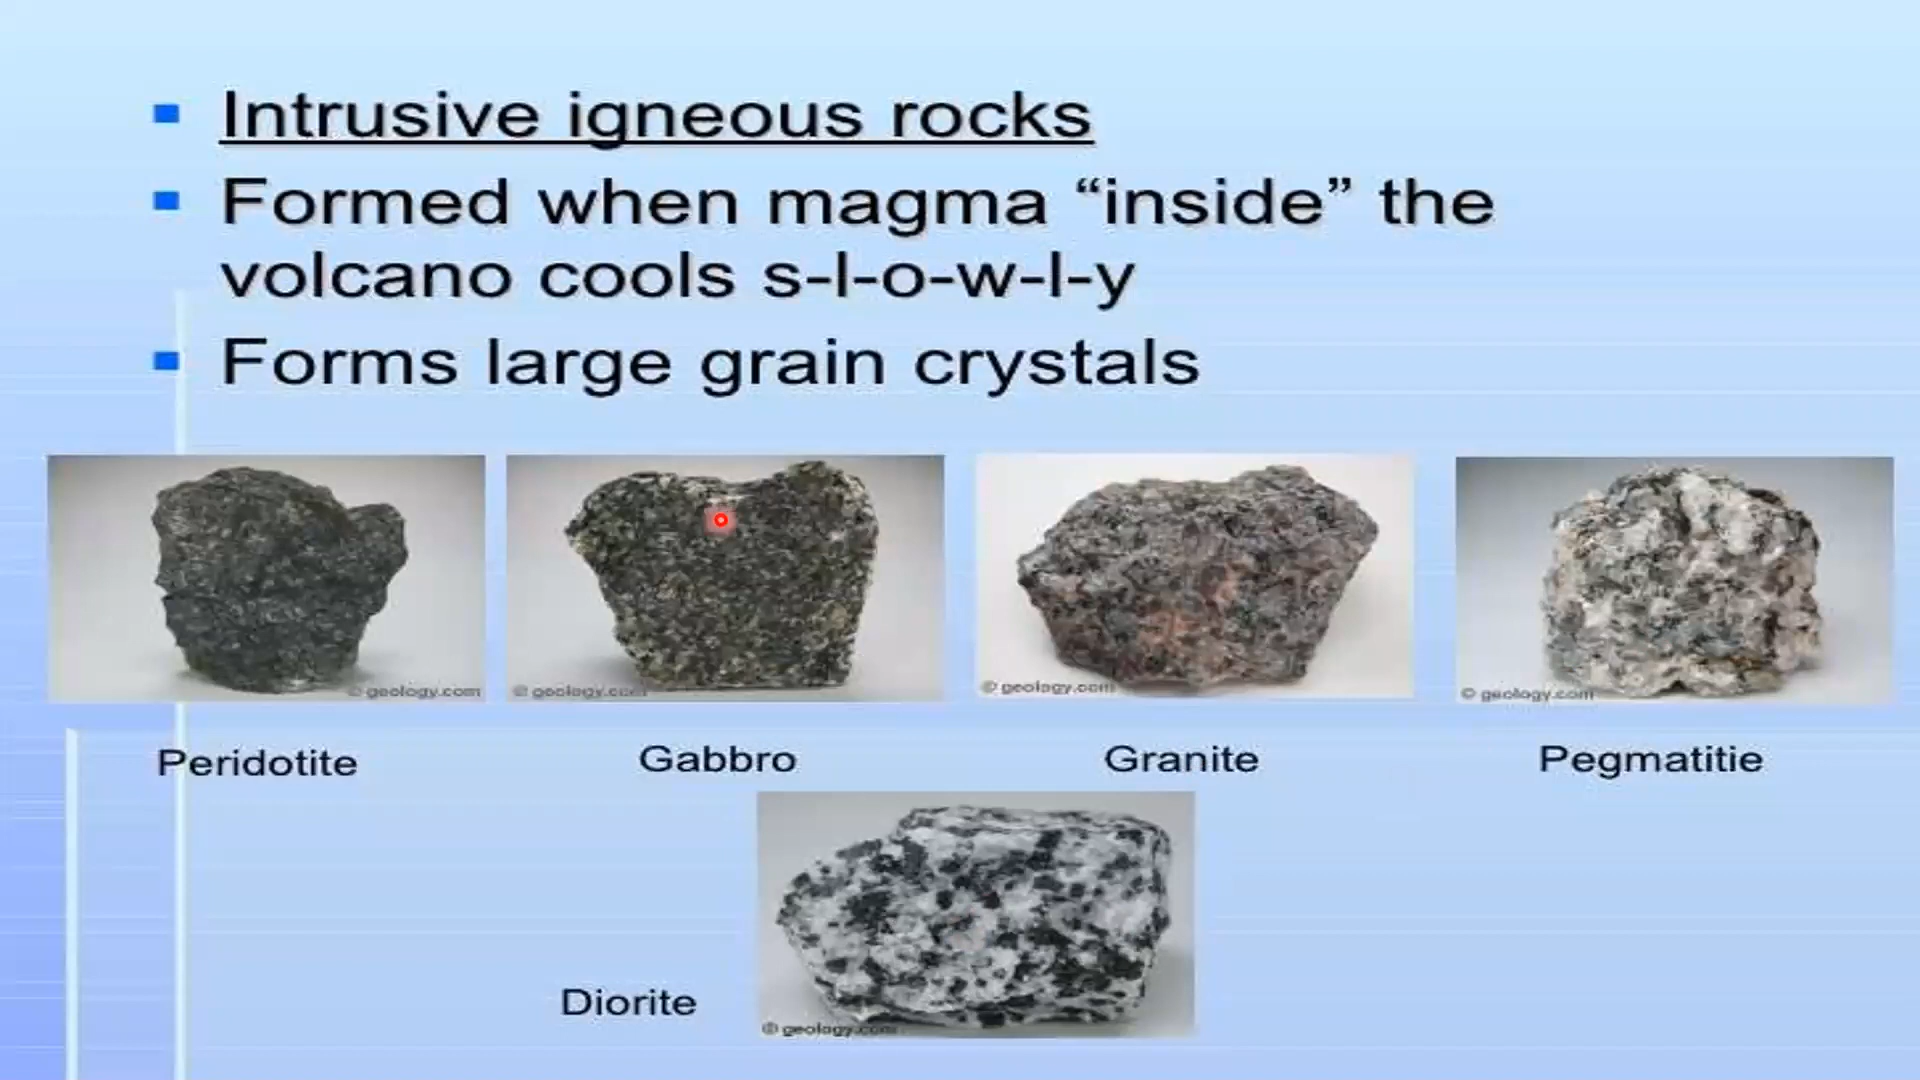 Intrusive igneous rocks
Formed when magma “inside” the
volcano cools s-l-o-w-l-y
Forms large grain crystals
© geology.com
© geology.com
© geology.com
© geology.com
Peridotite
Gabbro
Granite
Pegmatitie
Diorite
© geology.com